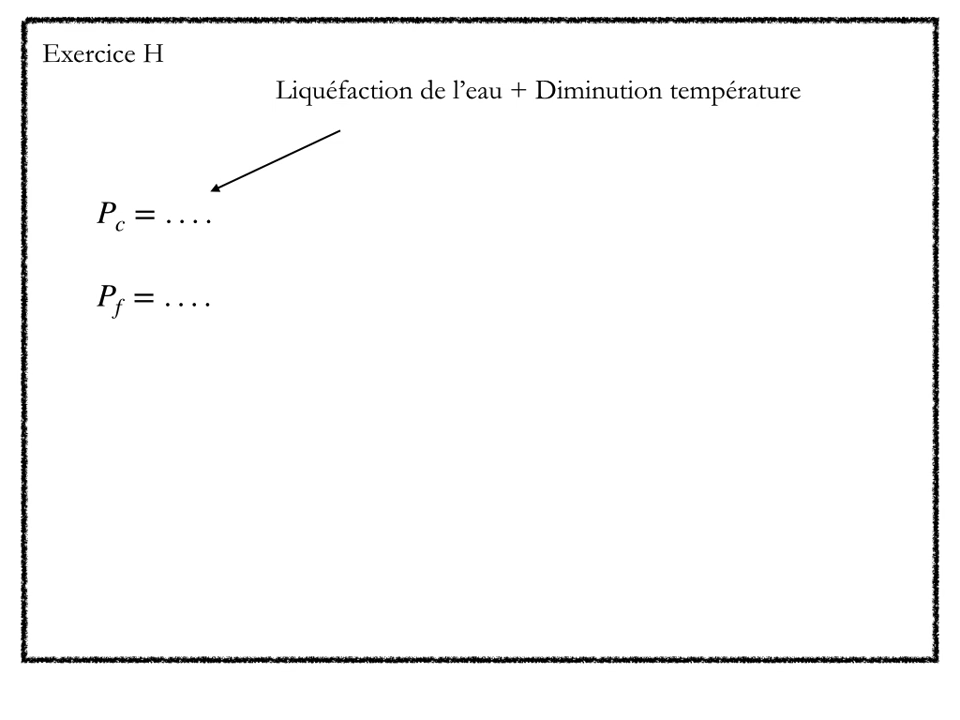 Exercice H
Liquéfaction de l’eau + Diminution température
P_c = . . . .
P_f = . . . .